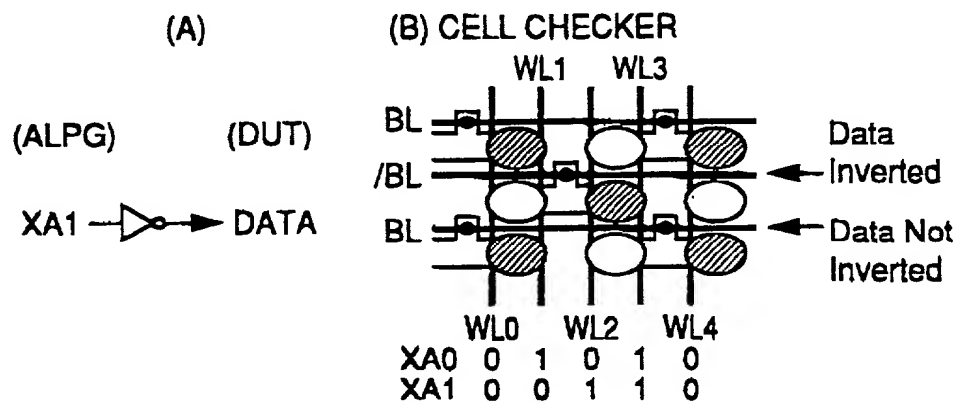 (A)
(B) CELL CHECKER
WL1 WL3
BL
(ALPG) (DUT)
Data
Inverted
/BL
XA1 DATA
BL
Data Not
Inverted
WL0 WL2 WL4
XA0 0 1 0 1 0
XA1 0 0 1 1 0